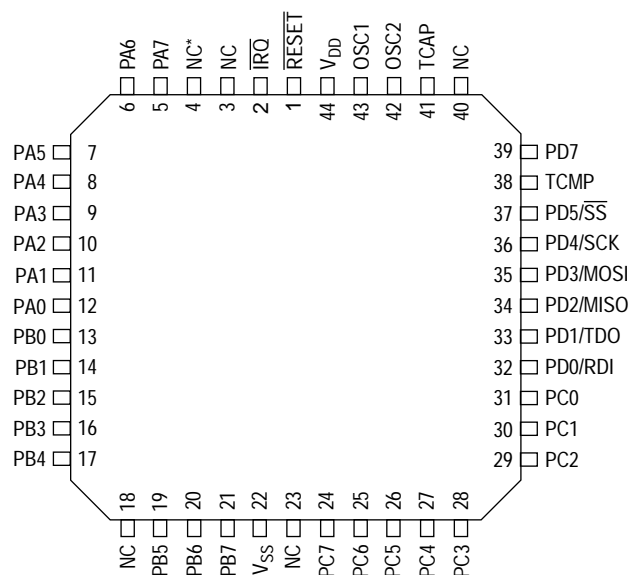 PA6 PA7 NC* NC IRQ RESET VDD OSC1 OSC2 TCAP NC
6 5 4 3 2 1 44 43 42 41 40
PA5 7 39 PD7
PA4 8 38 TCMP
PA3 9 37 PD5/SS
PA2 10 36 PD4/SCK
PA1 11 35 PD3/MOSI
PA0 12 34 PD2/MISO
PB0 13 33 PD1/TDO
PB1 14 32 PD0/RDI
PB2 15 31 PC0
PB3 16 30 PC1
PB4 17 29 PC2
18 19 20 21 22 23 24 25 26 27 28
NC PB5 PB6 PB7 VSS NC PC7 PC6 PC5 PC4 PC3